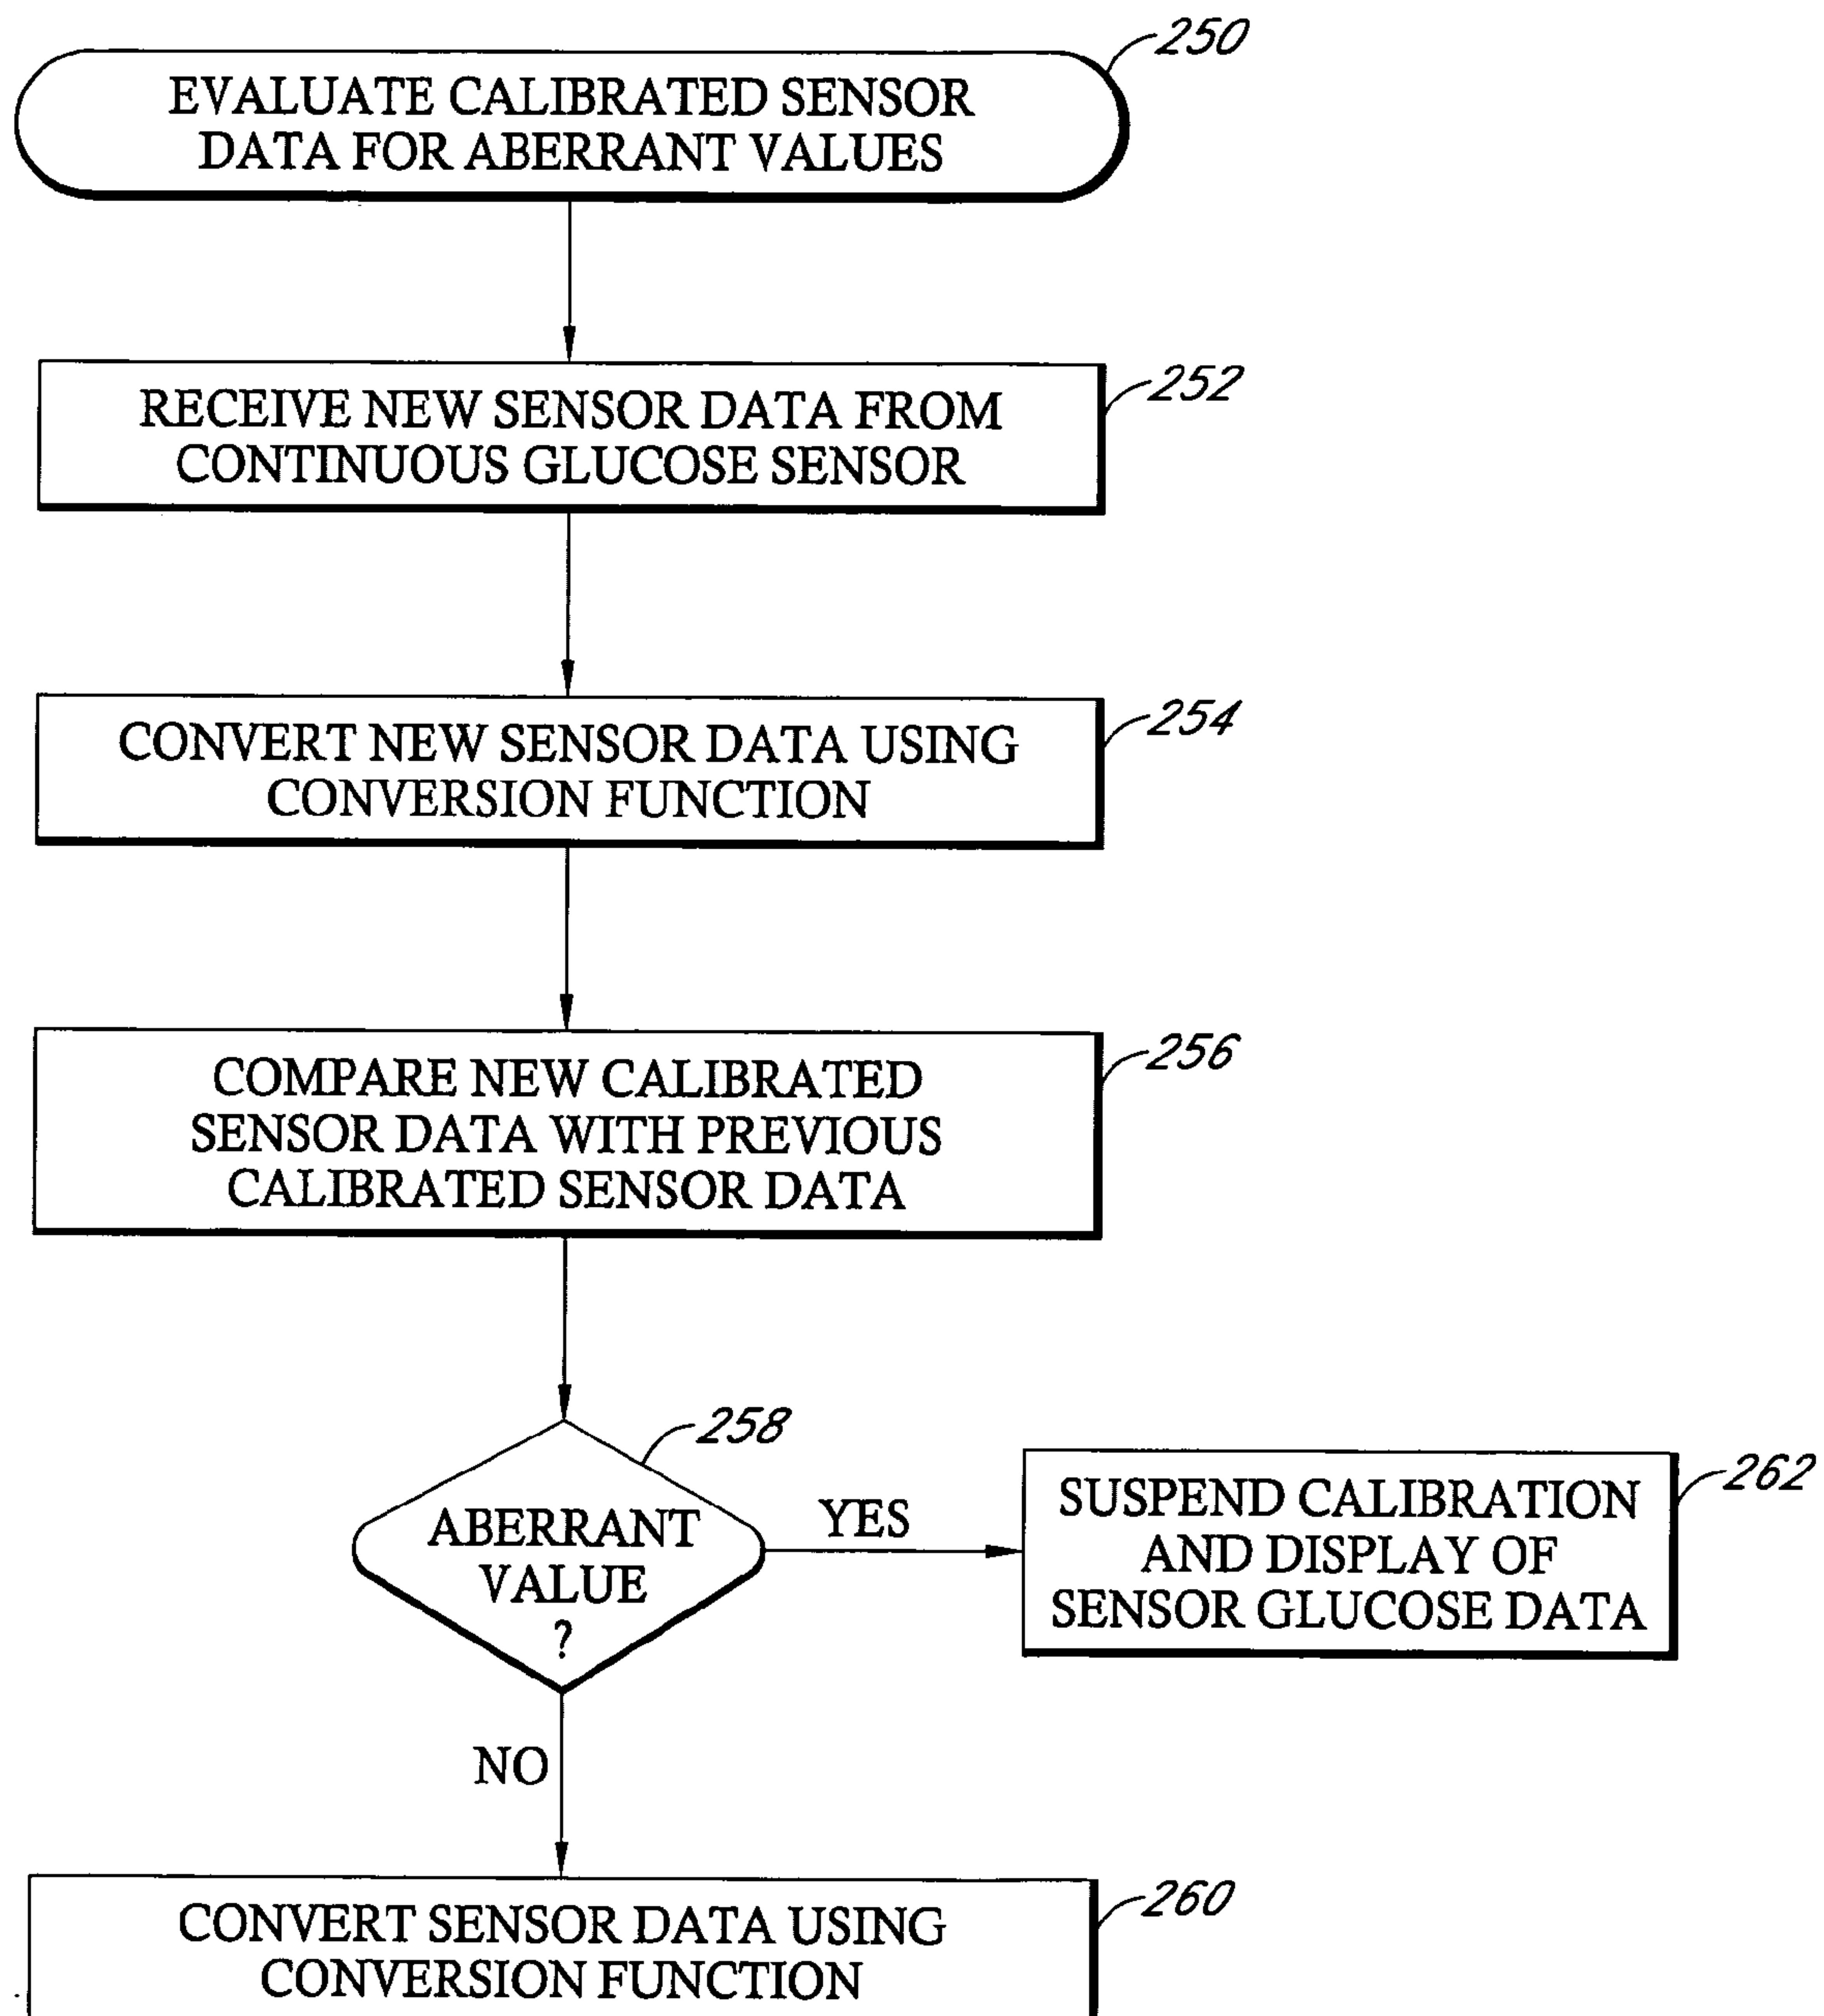 250
EVALUATE CALIBRATED SENSOR
DATA FOR ABERRANT VALUES
252
RECEIVE NEW SENSOR DATA FROM
CONTINUOUS GLUCOSE SENSOR
254
CONVERT NEW SENSOR DATA USING
CONVERSION FUNCTION
256
COMPARE NEW CALIBRATED
SENSOR DATA WITH PREVIOUS
CALIBRATED SENSOR DATA
258
ABERRANT
VALUE
?
YES
262
SUSPEND CALIBRATION
AND DISPLAY OF
SENSOR GLUCOSE DATA
NO
260
CONVERT SENSOR DATA USING
CONVERSION FUNCTION